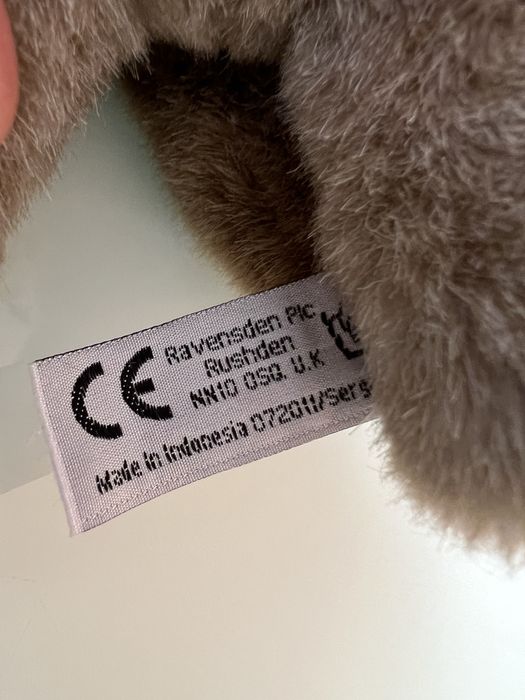 CE
Ravensden Plc
Rushden
NN10 0SQ. U.K
Made in Indonesia 072011/Serg